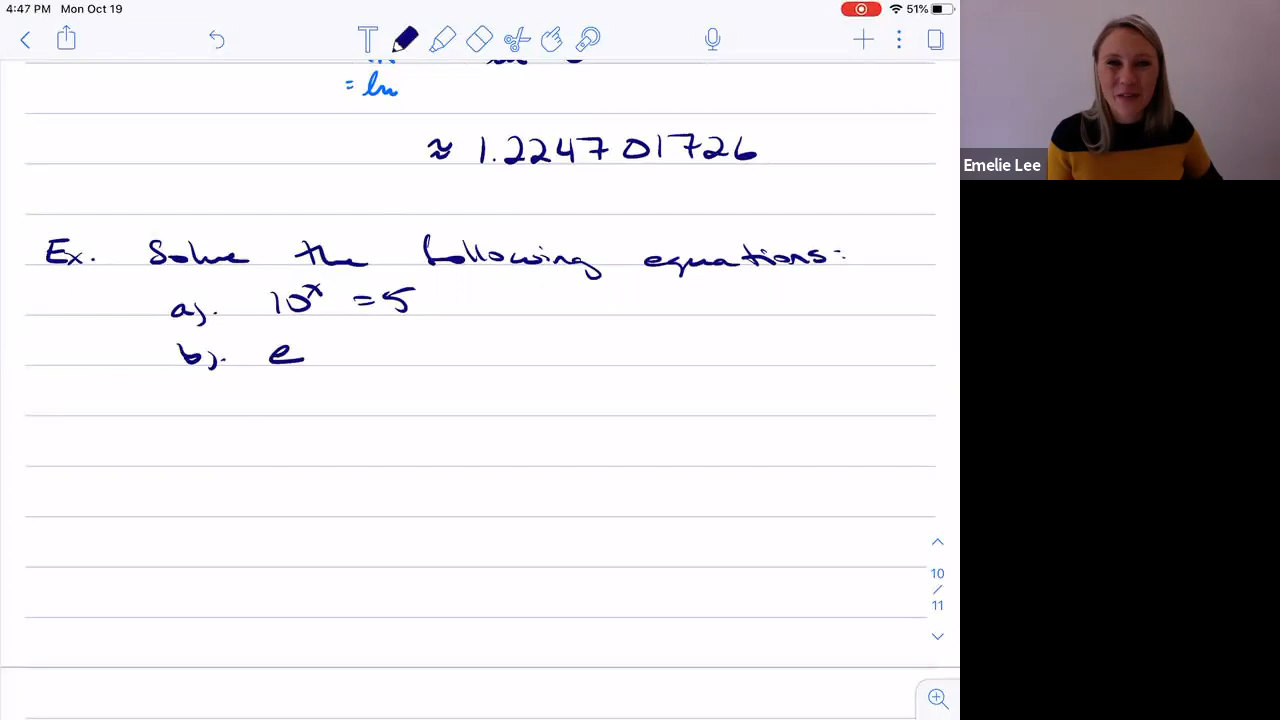 4:47 PM Mon Oct 19
51%
T
= ln
≈ 1.224701726
Emelie Lee
Ex. Solve the following equations:
a). 10^x = 5
b). e
10
/
11